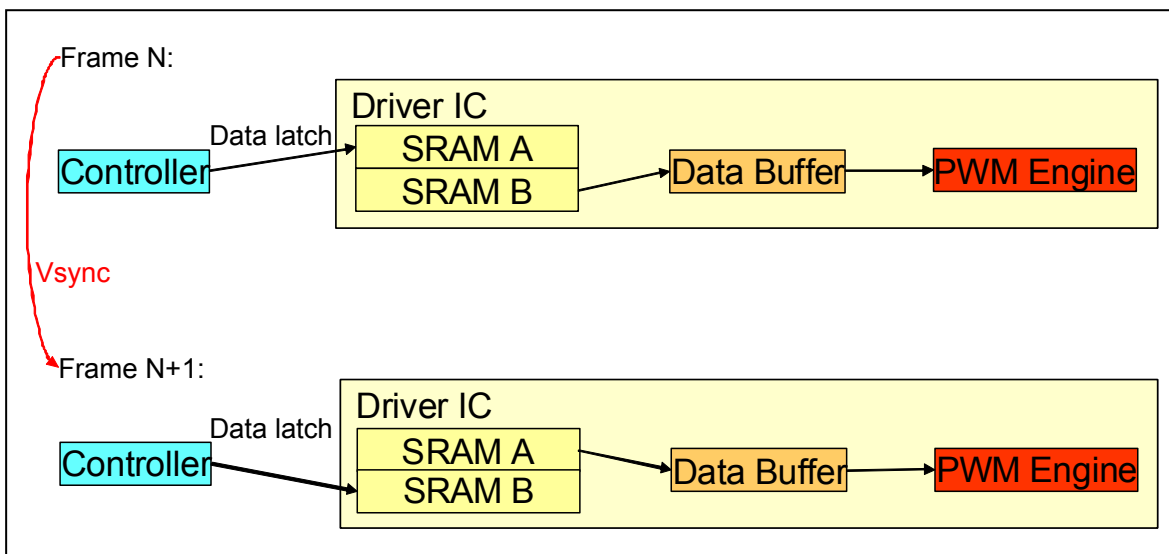 Frame N:
Driver IC
Data latch
SRAM A
Controller
SRAM B
Data Buffer
PWM Engine
Vsync
Frame N+1:
Driver IC
Data latch
SRAM A
Controller
SRAM B
Data Buffer
PWM Engine